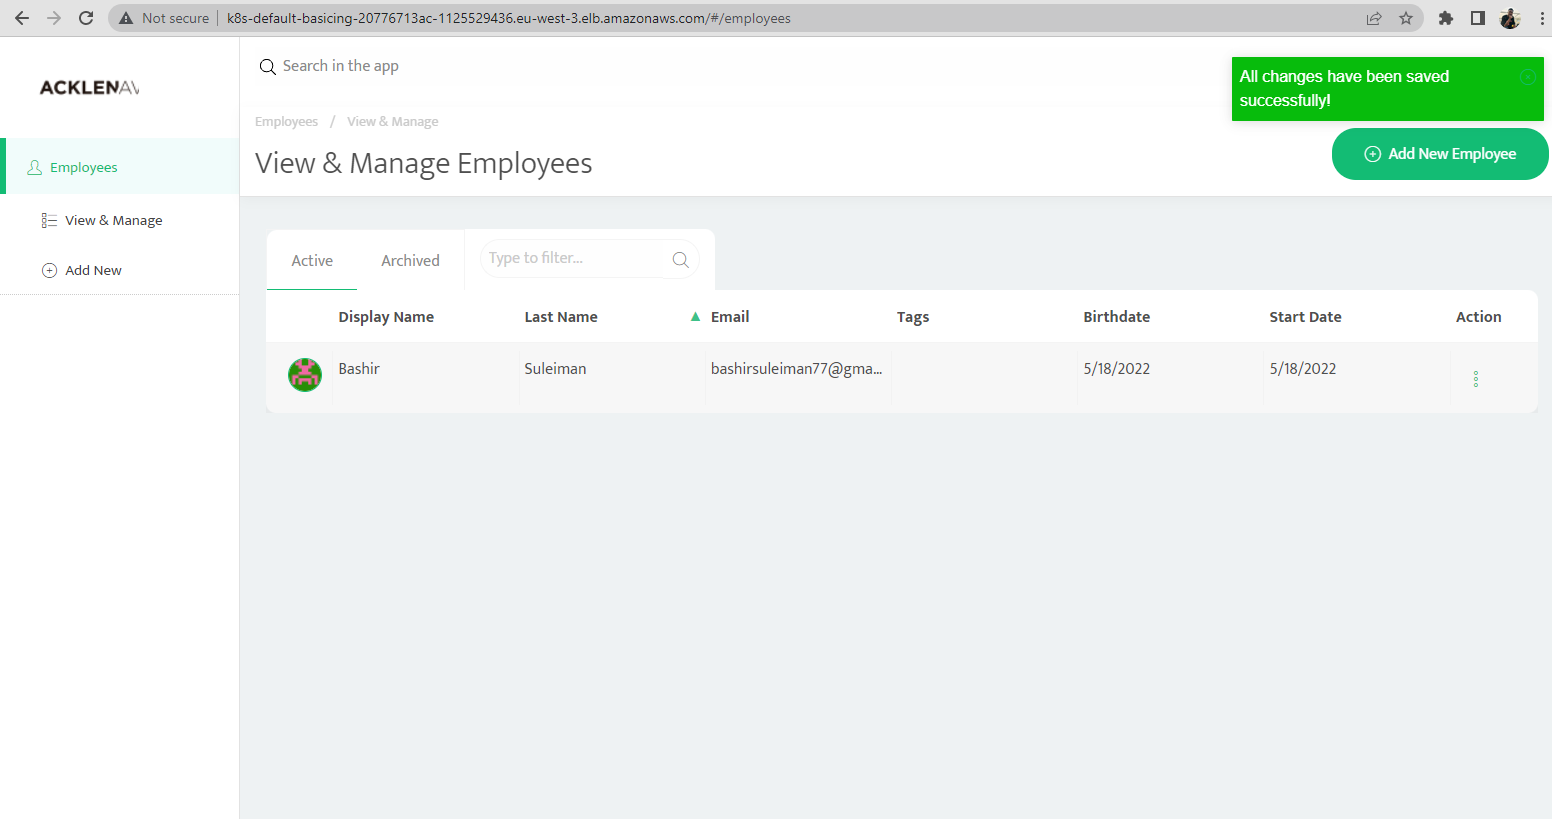 Not secure
k8s-default-basicing-20776713ac-1125529436.eu-west-3.elb.amazonaws.com/#/employees
ACKLENAV
Search in the app
All changes have been saved
successfully!
Employees / View & Manage
View & Manage Employees
Add New Employee
Employees
View & Manage
Add New
Active
Archived
Type to filter...
Display Name Last Name Email Tags Birthdate Start Date Action
Bashir Suleiman bashirsuleiman77@gma... 5/18/2022 5/18/2022